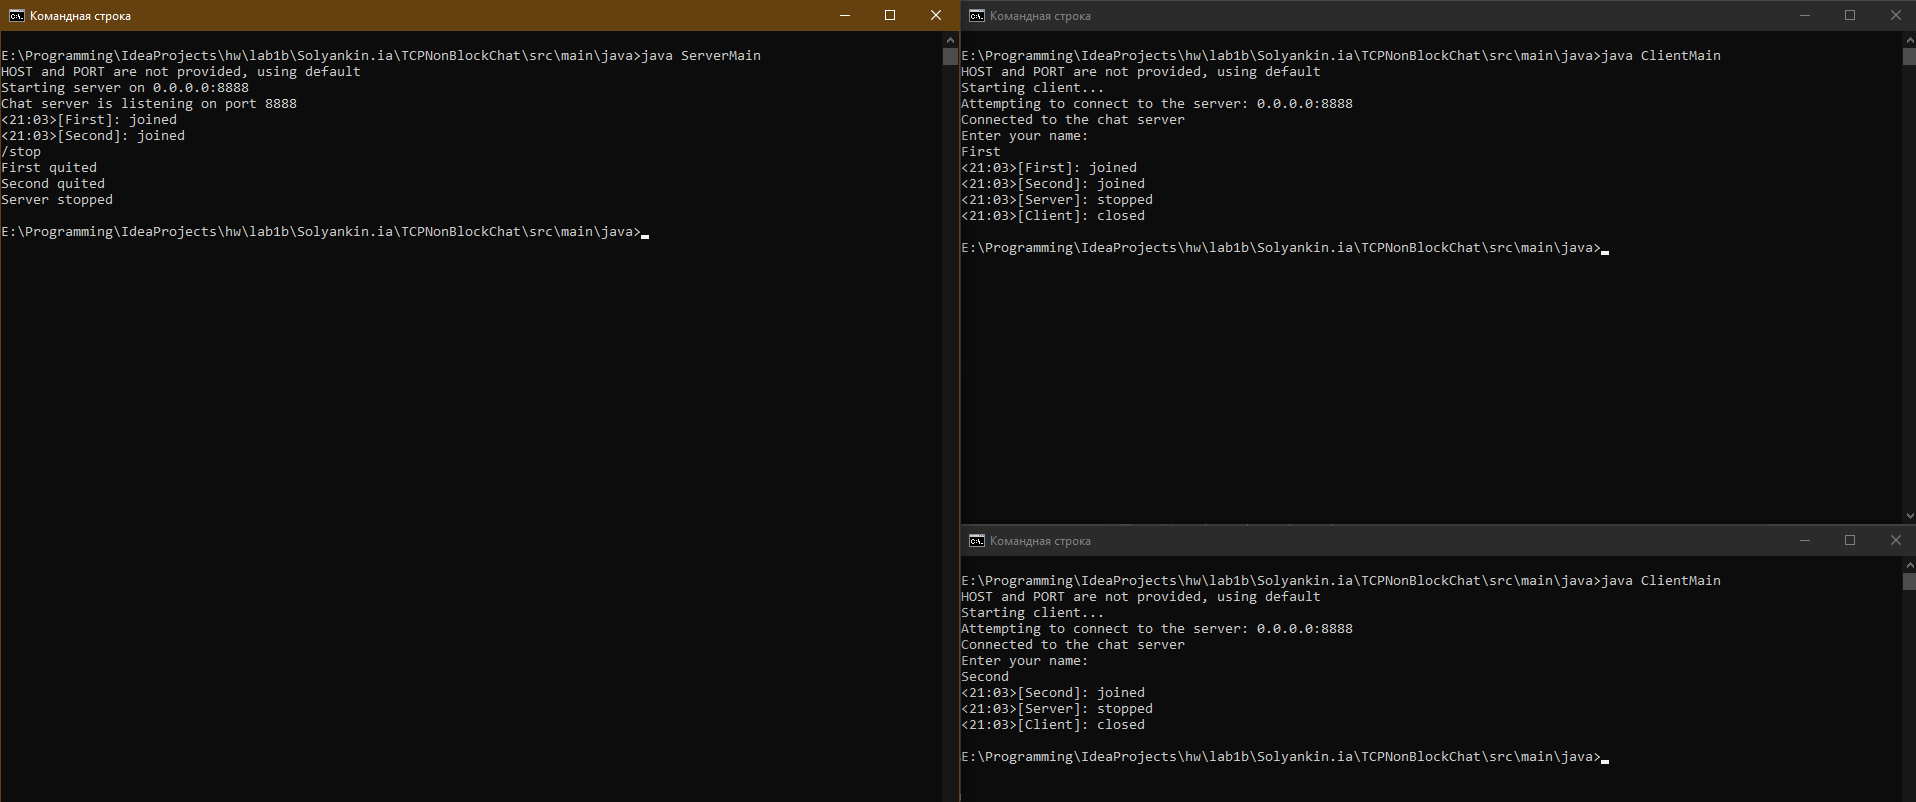 Командная строка
E:\Programming\IdeaProjects\hw\lab1b\Solyankin.ia\TCPNonBlockChat\src\main\java>java ServerMain
HOST and PORT are not provided, using default
Starting server on 0.0.0.0:8888
Chat server is listening on port 8888
<21:03>[First]: joined
<21:03>[Second]: joined
/stop
First quited
Second quited
Server stopped
E:\Programming\IdeaProjects\hw\lab1b\Solyankin.ia\TCPNonBlockChat\src\main\java>
Командная строка
E:\Programming\IdeaProjects\hw\lab1b\Solyankin.ia\TCPNonBlockChat\src\main\java>java ClientMain
HOST and PORT are not provided, using default
Starting client...
Attempting to connect to the server: 0.0.0.0:8888
Connected to the chat server
Enter your name:
First
<21:03>[First]: joined
<21:03>[Second]: joined
<21:03>[Server]: stopped
<21:03>[Client]: closed
E:\Programming\IdeaProjects\hw\lab1b\Solyankin.ia\TCPNonBlockChat\src\main\java>
Командная строка
E:\Programming\IdeaProjects\hw\lab1b\Solyankin.ia\TCPNonBlockChat\src\main\java>java ClientMain
HOST and PORT are not provided, using default
Starting client...
Attempting to connect to the server: 0.0.0.0:8888
Connected to the chat server
Enter your name:
Second
<21:03>[Second]: joined
<21:03>[Server]: stopped
<21:03>[Client]: closed
E:\Programming\IdeaProjects\hw\lab1b\Solyankin.ia\TCPNonBlockChat\src\main\java>